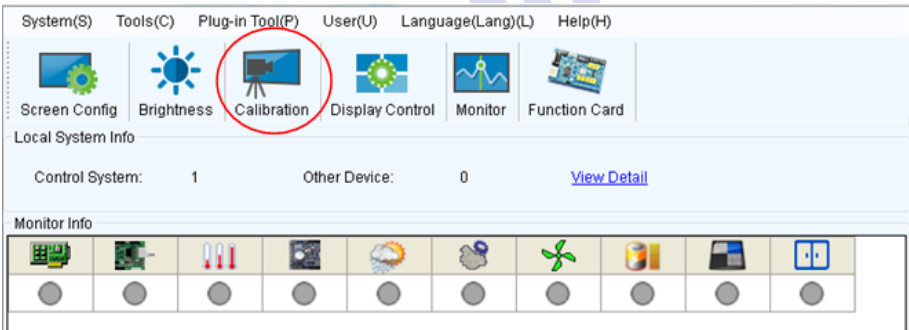 System(S) Tools(C) Plug-in Tool(P) User(U) Language(Lang)(L) Help(H)
Screen Config Brightness Calibration Display Control Monitor Function Card
Local System Info
Control System: 1 Other Device: 0 View Detail
Monitor Info